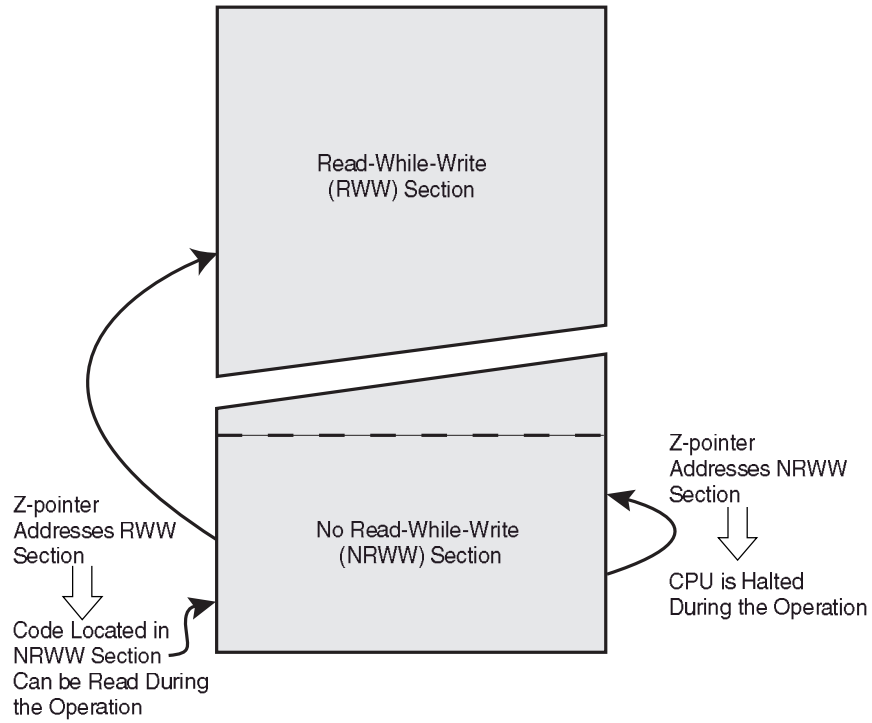 Read-While-Write
(RWW) Section
Z-pointer
Addresses NRWW
Section
Z-pointer
Addresses RWW
Section
No Read-While-Write
(NRWW) Section
CPU is Halted
During the Operation
Code Located in
NRWW Section
Can be Read During
the Operation